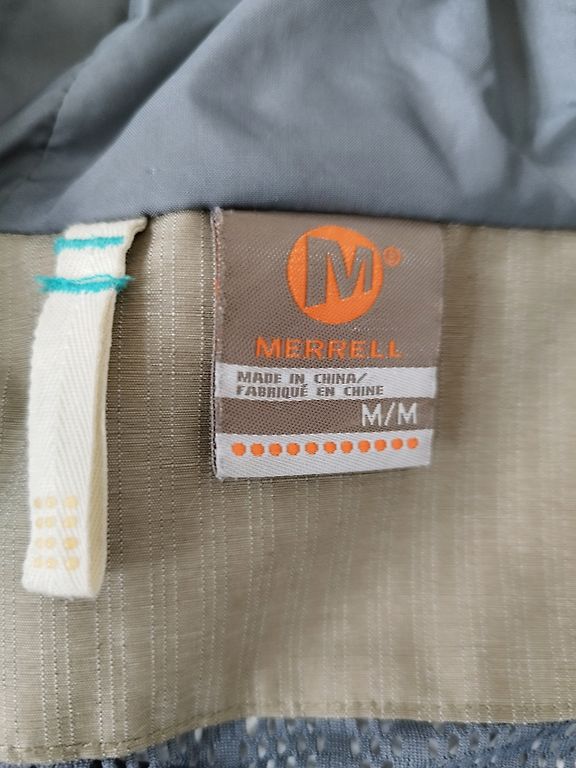 M®
MERRELL
MADE IN CHINA/
FABRIQUÉ EN CHINE
M/M